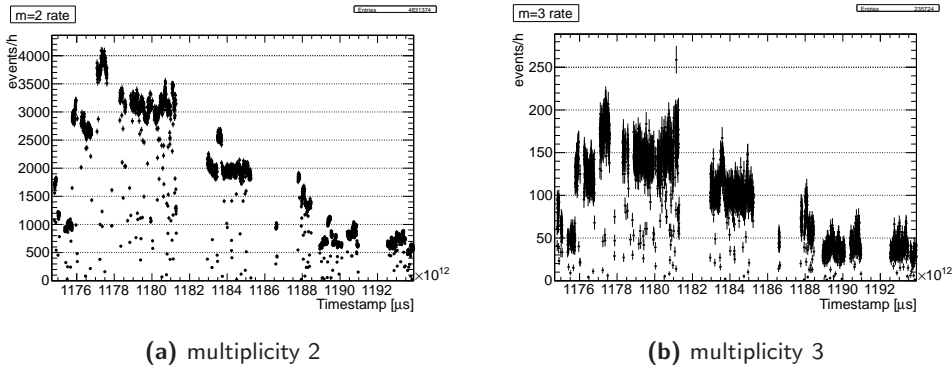 m=2 rate
Entries 4831374
events/h
4000
3500
3000
2500
2000
1500
1000
500
0
1176 1178 1180 1182 1184 1186 1188 1190 1192
×10¹²
Timestamp [μs]
(a) multiplicity 2
m=3 rate
Entries 235724
events/h
250
200
150
100
50
0
1176 1178 1180 1182 1184 1186 1188 1190 1192
×10¹²
Timestamp [μs]
(b) multiplicity 3